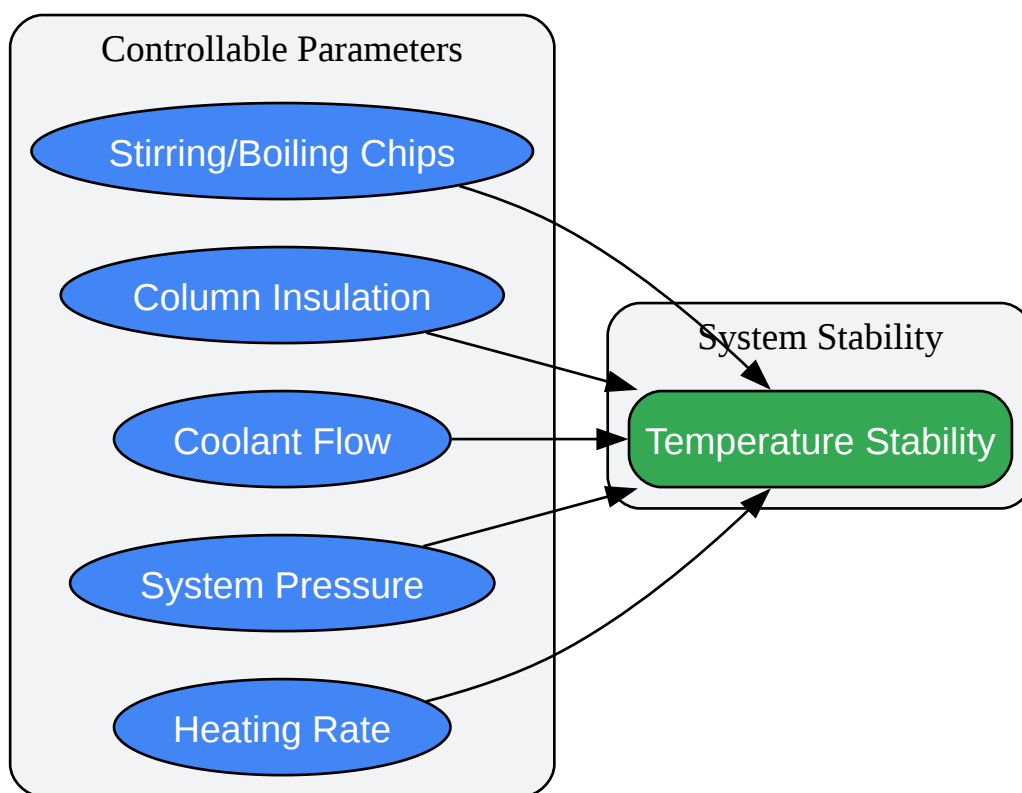 Controllable Parameters
Stirring/Boiling Chips
Column Insulation
Coolant Flow
System Pressure
Heating Rate
System Stability
Temperature Stability